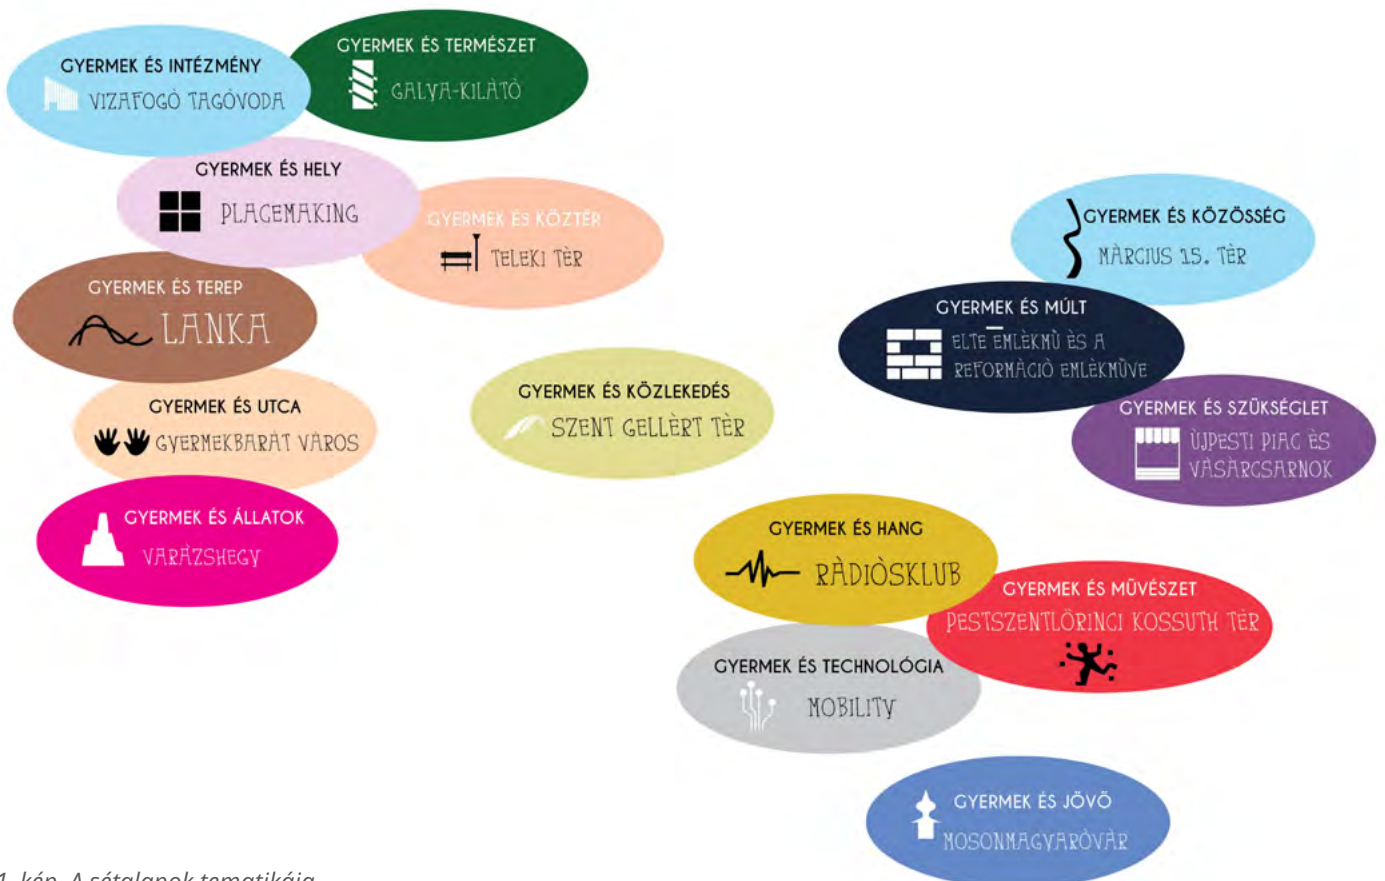 GYERMEK ÉS TERMÉSZET
GALYA-KILÁTÓ
GYERMEK ÉS INTÉZMÉNY
VIZAFOGÓ TAGÓVODA
GYERMEK ÉS HELY
PLACEMAKING
GYERMEK ÉS KÖZTÉR
TELEKI TÉR
GYERMEK ÉS TEREP
LANKA
GYERMEK ÉS UTCA
GYERMEKBARÁT VÁROS
GYERMEK ÉS ÁLLATOK
VARÁZSHEGY
GYERMEK ÉS KÖZLEKEDÉS
SZENT GELLÉRT TÉR
GYERMEK ÉS KÖZÖSSÉG
MÁRCIUS 15. TÉR
GYERMEK ÉS MÚLT
ELTE EMLÉKMŰ ÉS A
REFORMÁCIÓ EMLÉKMŰVE
GYERMEK ÉS SZÜKSÉGLET
ÚJPESTI PIAC ÉS
VÁSÁRCSARNOK
GYERMEK ÉS HANG
RÁDIÓSKLUB
GYERMEK ÉS MŰVÉSZET
PESTSZENTLŐRINCI KOSSUTH TÉR
GYERMEK ÉS TECHNOLÓGIA
MOBILITY
GYERMEK ÉS JÖVŐ
MOSONMAGYARÓVÁR
1. kép. A sétalapok tematikája